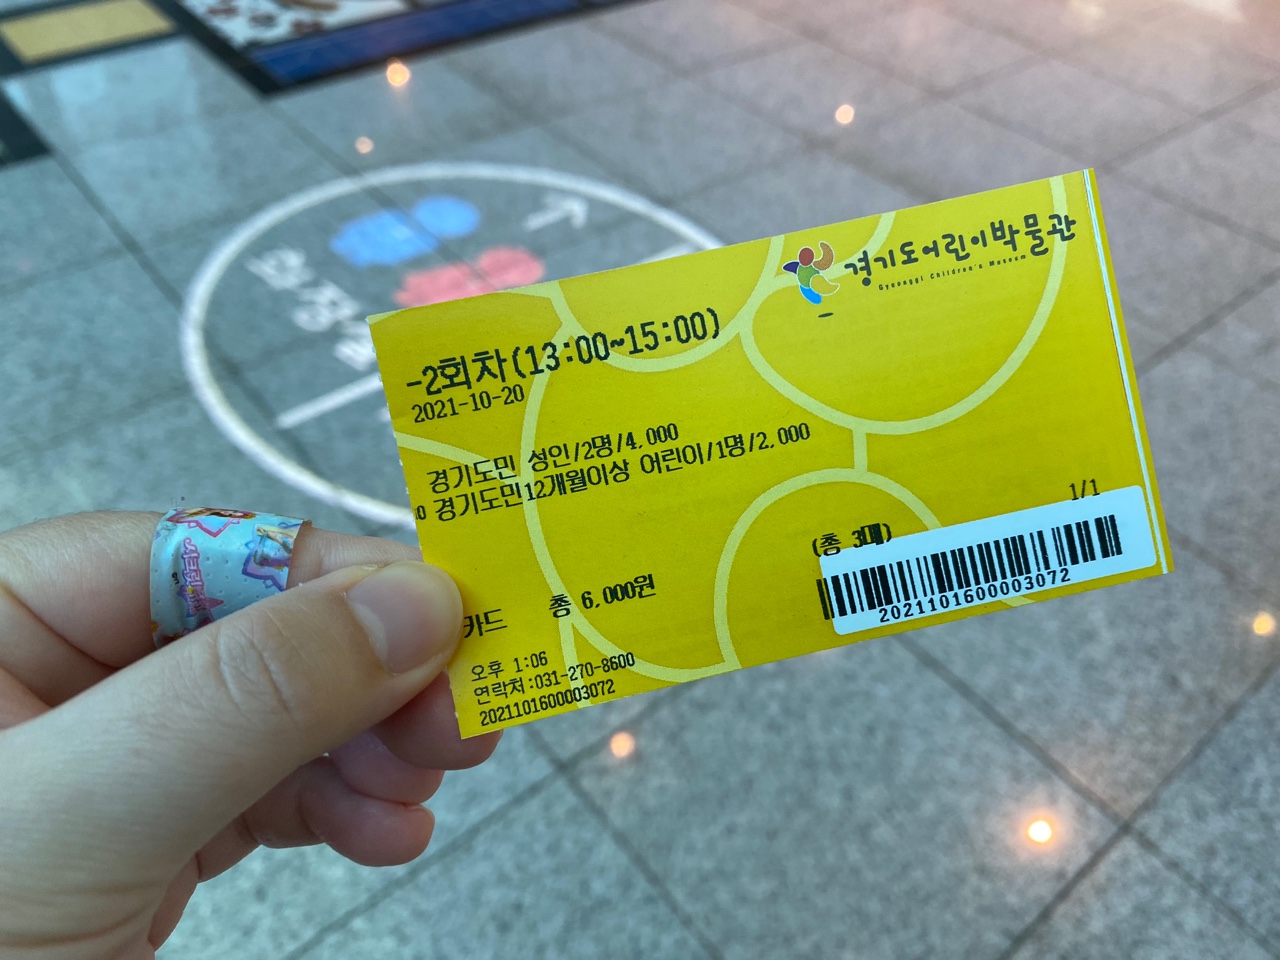 경기도어린이박물관
Gyeonggi Children's Museum
-2회차(13:00~15:00)
2021-10-20
경기도민 성인/2명/4,000
경기도민12개월이상 어린이/1명/2,000
1/1
(총 3매)
카드 총 6,000원
2021101600003072
오후 1:06
연락처:031-270-8600
2021101600003072